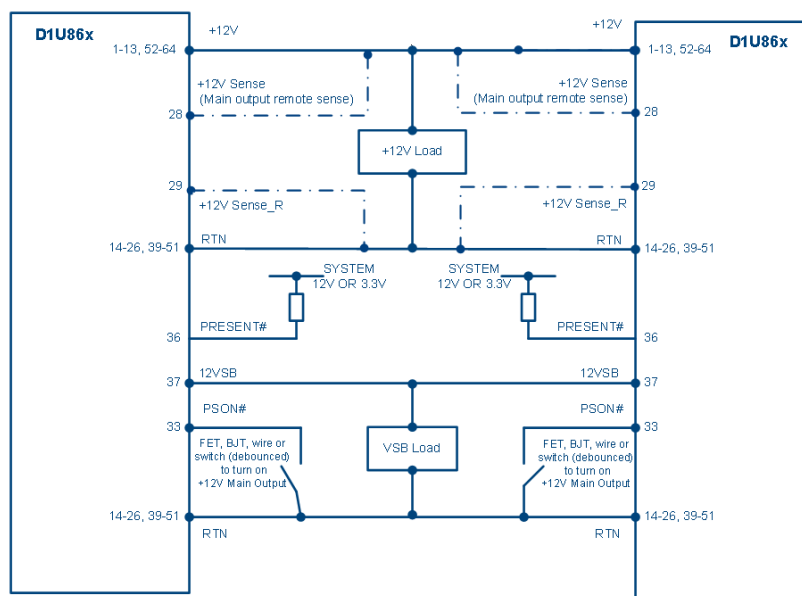 D1U86x
+12V
+12V
D1U86x
1-13, 52-64
1-13, 52-64
+12V Sense
(Main output remote sense)
+12V Sense
(Main output remote sense)
28
28
+12V Load
29
29
+12V Sense_R
+12V Sense_R
RTN
RTN
14-26, 39-51
14-26, 39-51
SYSTEM
12V OR 3.3V
SYSTEM
12V OR 3.3V
PRESENT#
PRESENT#
36
36
12VSB
12VSB
37
37
PSON#
PSON#
33
33
FET, BJT, wire or
switch (debounced)
to turn on
+12V Main Output
VSB Load
FET, BJT, wire or
switch (debounced)
to turn on
+12V Main Output
14-26, 39-51
14-26, 39-51
RTN
RTN